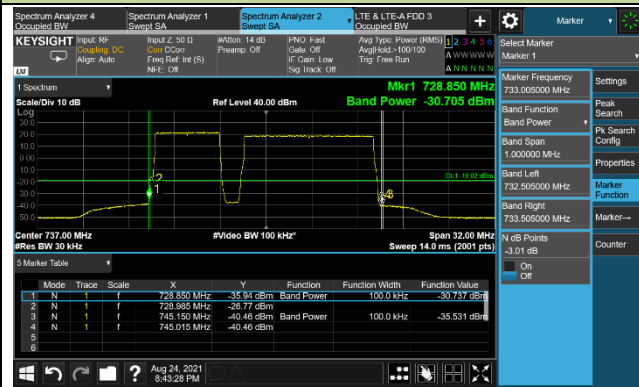 Spectrum Analyzer 4
Occupied BW
Spectrum Analyzer 1
Swept SA
Spectrum Analyzer 2
Swept SA
LTE & LTE-A FDD 3
Occupied BW
+
Marker
KEYSIGHT
Input: RF
Coupling: DC
Align: Auto
Input Z: 50 Ω
Corr CCorr
Freq Ref: Int (S)
NFE: Off
#Atten: 14 dB
Preamp: Off
PNO: Fast
Gate: Off
IF Gain: Low
Sig Track: Off
Avg Type: Power (RMS)
Avg|Hold:>100/100
Trig: Free Run
1 2 3 4 5 6
A W W W W W
A N N N N N
LXI
Select Marker
Marker 1
1 Spectrum
Scale/Div 10 dB
Ref Level 40.00 dBm
Mkr1 728.850 MHz
Band Power -30.705 dBm
Log
30.0
20.0
10.0
0.00
-10.0
-20.0
-30.0
-40.0
-50.0
DL1 -19.02 dBm
2
1
Center 737.00 MHz
#Res BW 30 kHz
#Video BW 100 kHz*
Span 32.00 MHz
Sweep 14.0 ms (2001 pts)
5 Marker Table
Mode Trace Scale X Y Function Function Width Function Value
1 N 1 f 728.850 MHz -35.94 dBm Band Power 100.0 kHz -30.737 dBm
2 N 1 f 728.985 MHz -26.77 dBm
3 N 1 f 745.150 MHz -40.46 dBm Band Power 100.0 kHz -35.531 dBm
4 N 1 f 745.015 MHz -40.46 dBm
5
6
Marker Frequency
733.005000 MHz
Band Function
Band Power
Band Span
1.000000 MHz
Band Left
732.505000 MHz
Band Right
733.505000 MHz
N dB Points
-3.01 dB
On
Off
Settings
Peak
Search
Pk Search
Config
Properties
Marker
Function
Marker→
Counter
?
Aug 24, 2021
8:43:28 PM